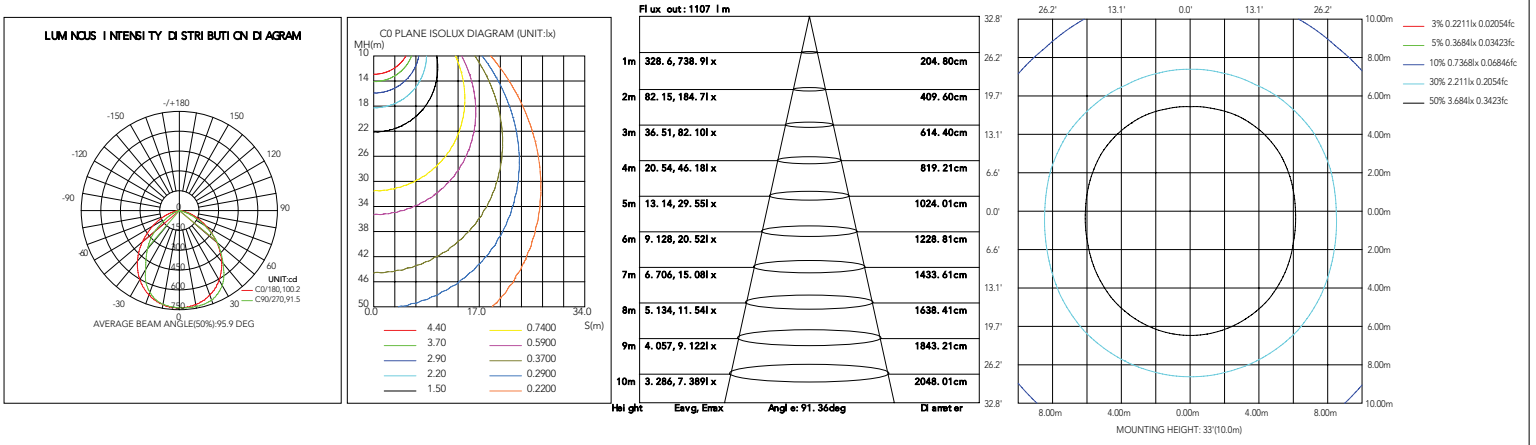 LUMINOUS INTENSITY DISTRIBUTION DIAGRAM
-/+180
-150 150
-120 120
-90 90
-60 60
-30 30
0
0
150
300
450
600
750
UNIT:cd
C0/180,100.2
C90/270,91.5
AVERAGE BEAM ANGLE(50%):95.9 DEG
C0 PLANE ISOLUX DIAGRAM (UNIT:lx)
MH(m)
10
14
18
22
26
30
34
38
42
46
50
0.0 17.0 34.0
S(m)
4.40 0.7400
3.70 0.5900
2.90 0.3700
2.20 0.2900
1.50 0.2200
Flux out:1107 lm
1m 328.6,738.9lx 204.80cm
2m 82.15,184.7lx 409.60cm
3m 36.51,82.10lx 614.40cm
4m 20.54,46.18lx 819.21cm
5m 13.14,29.55lx 1024.01cm
6m 9.128,20.52lx 1228.81cm
7m 6.706,15.08lx 1433.61cm
8m 5.134,11.54lx 1638.41cm
9m 4.057,9.122lx 1843.21cm
10m 3.286,7.389lx 2048.01cm
Height Eavg,Emax Angle:91.36deg Diameter
26.2' 13.1' 0.0' 13.1' 26.2'
32.8' 10.00m
26.2' 8.00m
19.7' 6.00m
13.1' 4.00m
6.6' 2.00m
0.0' 0.00m
6.6' 2.00m
13.1' 4.00m
19.7' 6.00m
26.2' 8.00m
32.8' 10.00m
8.00m 4.00m 0.00m 4.00m 8.00m
MOUNTING HEIGHT: 33'(10.0m)
3% 0.2211lx 0.02054fc
5% 0.3684lx 0.03423fc
10% 0.7368lx 0.06846fc
30% 2.211lx 0.2054fc
50% 3.684lx 0.3423fc